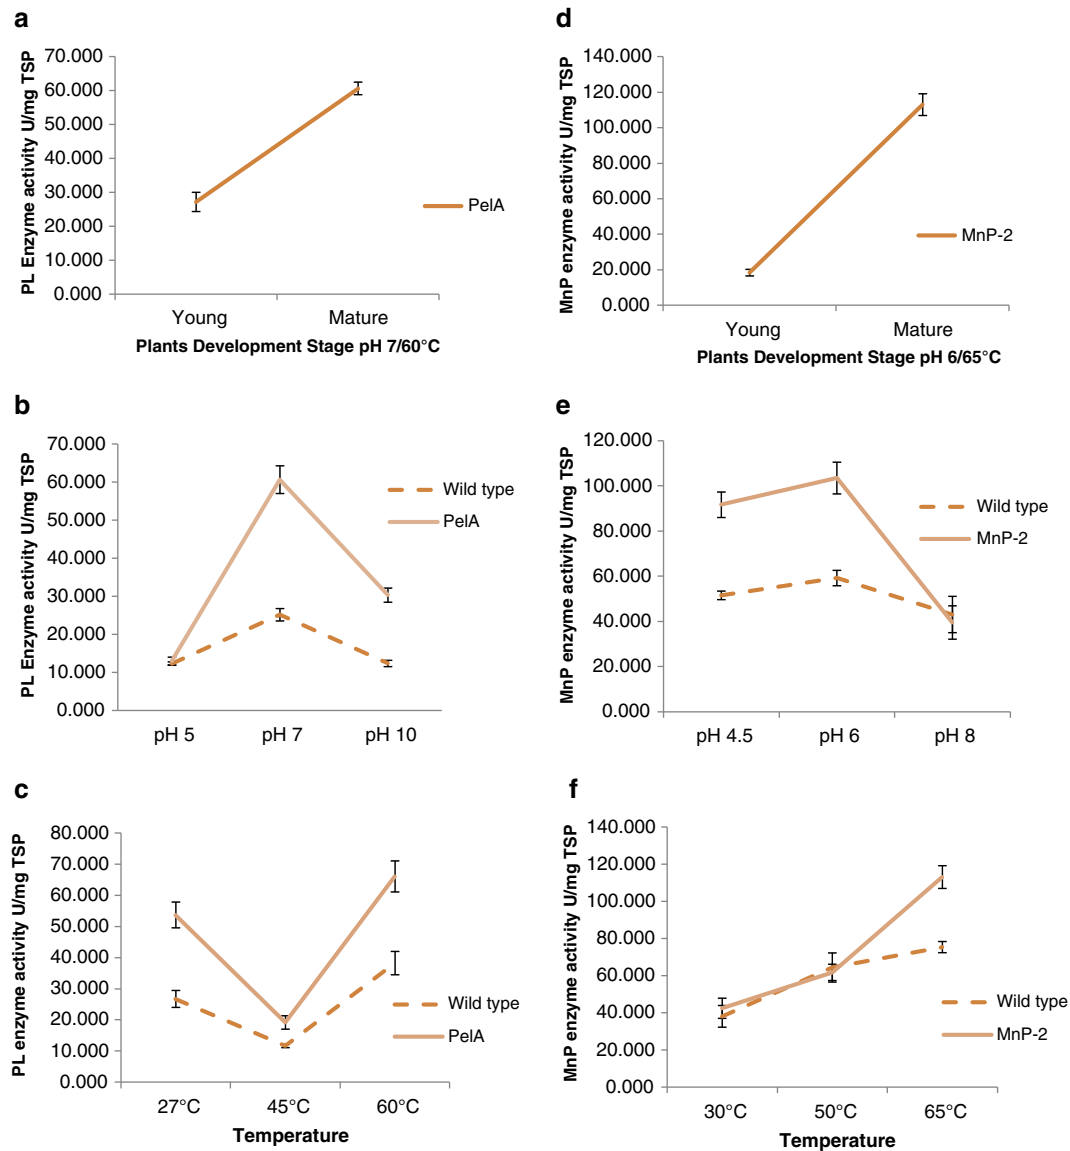 a
PL Enzyme activity U/mg TSP
70.000
60.000
50.000
40.000
30.000
20.000
10.000
0.000
PelA
Young Mature
Plants Development Stage pH 7/60°C
d
MnP enzyme activity U/mg TSP
140.000
120.000
100.000
80.000
60.000
40.000
20.000
0.000
MnP-2
Young Mature
Plants Development Stage pH 6/65°C
b
PL Enzyme activity U/mg TSP
70.000
60.000
50.000
40.000
30.000
20.000
10.000
0.000
Wild type
PelA
pH 5 pH 7 pH 10
e
MnP enzyme activity U/mg TSP
120.000
100.000
80.000
60.000
40.000
20.000
0.000
Wild type
MnP-2
pH 4.5 pH 6 pH 8
c
PL enzyme activity U/mg TSP
80.000
70.000
60.000
50.000
40.000
30.000
20.000
10.000
0.000
Wild type
PelA
27°C 45°C 60°C
Temperature
f
MnP enzyme activity U/mg TSP
140.000
120.000
100.000
80.000
60.000
40.000
20.000
0.000
Wild type
MnP-2
30°C 50°C 65°C
Temperature